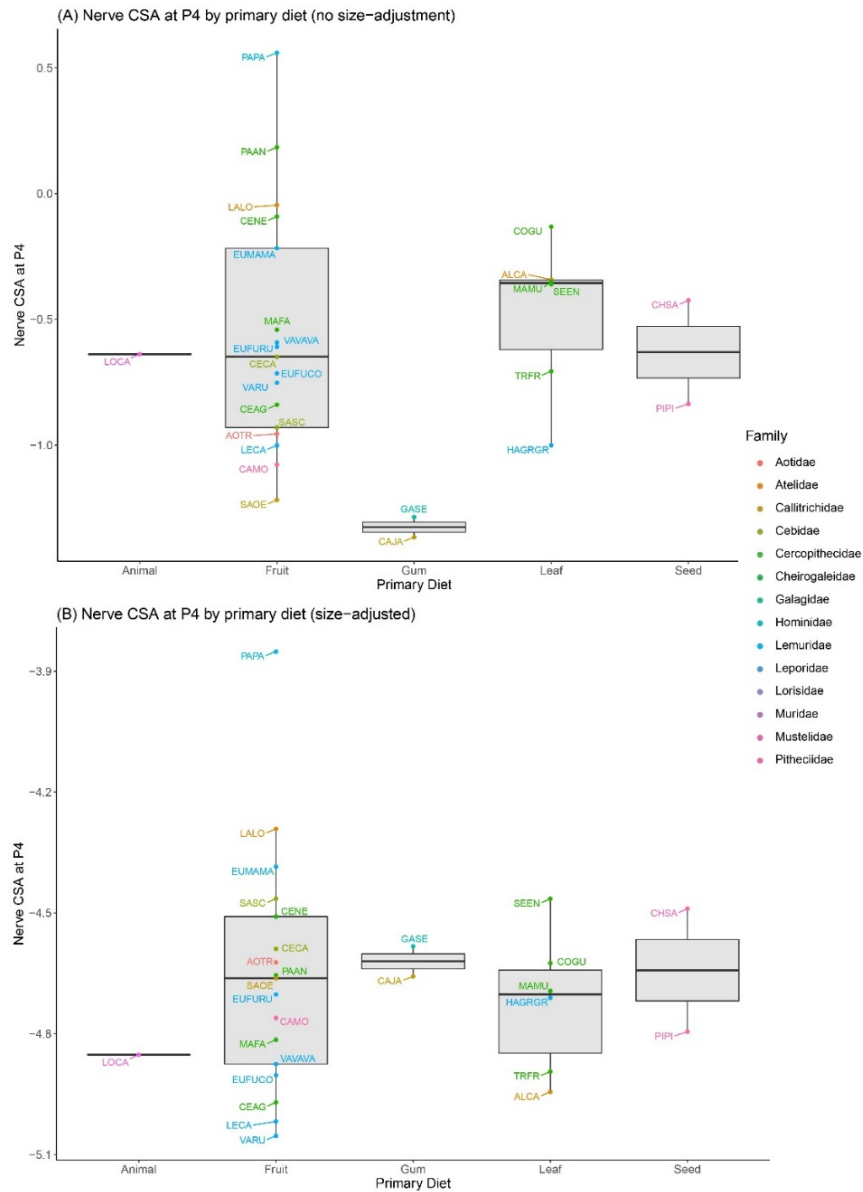 (A) Nerve CSA at P4 by primary diet (no size-adjustment)
PAPA
0.5
PAAN
0.0
LALO
CENE
COGU
EUMAMA
ALCA
MAMU
SEEN
CHSA
Nerve CSA at P4
MAFA
-0.5
VAVAVA
EUFURU
LOCA
CECA
EUFUCO
TRFR
VARU
PIPI
CEAG
SASC
AOTR
-1.0
LECA
HAGRGR
CAMO
SAOE
GASE
CAJA
Animal
Fruit
Gum
Leaf
Seed
Primary Diet
Family
Aotidae
Atelidae
Callitrichidae
Cebidae
Cercopithecidae
Cheirogaleidae
Galagidae
Hominidae
Lemuridae
Leporidae
Lorisidae
Muridae
Mustelidae
Pitheciidae
(B) Nerve CSA at P4 by primary diet (size-adjusted)
PAPA
-3.9
-4.2
LALO
EUMAMA
SASC
SEEN
-4.5
CENE
CHSA
Nerve CSA at P4
CECA
GASE
AOTR
COGU
PAAN
CAJA
SAOE
MAMU
EUFURU
HAGRGR
CAMO
-4.8
PIPI
MAFA
LOCA
VAVAVA
EUFUCO
TRFR
ALCA
CEAG
LECA
VARU
-5.1
Animal
Fruit
Gum
Leaf
Seed
Primary Diet